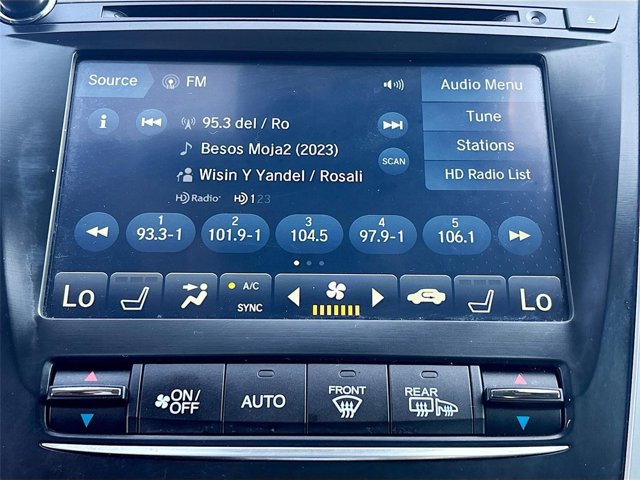 Source
FM
Audio Menu
i
95.3 del / Ro
Tune
Besos Moja2 (2023)
SCAN
Stations
Wisin Y Yandel / Rosali
HD Radio List
HD Radio
HD 123
1
93.3-1
2
101.9-1
3
104.5
4
97.9-1
5
106.1
Lo
A/C
SYNC
Lo
ON/
OFF
AUTO
FRONT
REAR